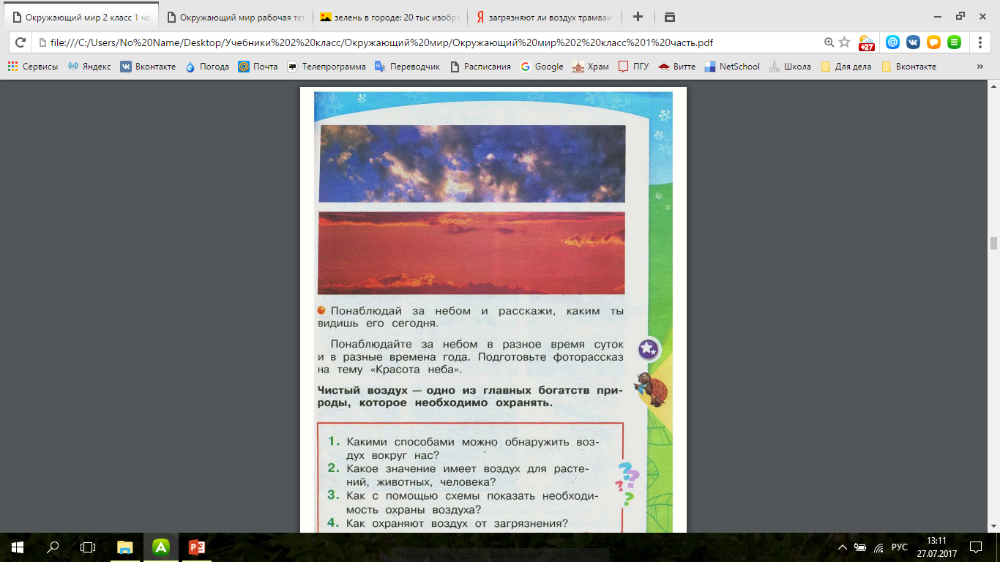 Окружающий мир 2 класс 1 ча
Окружающий мир рабочая тет
зелень в городе: 20 тыс изобра
загрязняют ли воздух трамваи
file:///C:/Users/No%20Name/Desktop/Учебники%202%20класс/Окружающий%20мир/Окружающий%20мир%202%20класс%201%20часть.pdf
+27
Сервисы Яндекс Вконтакте Погода Почта Телепрограмма Переводчик Расписания Google Храм ПГУ Витте NetSchool Школа Для дела Вконтакте »
Понаблюдай за небом и расскажи, каким ты
видишь его сегодня.
Понаблюдайте за небом в разное время суток
и в разные времена года. Подготовьте фоторассказ
на тему «Красота неба».
Чистый воздух — одно из главных богатств при-
роды, которое необходимо охранять.
1. Какими способами можно обнаружить воз-
дух вокруг нас?
2. Какое значение имеет воздух для расте-
ний, животных, человека?
3. Как с помощью схемы показать необходи-
мость охраны воздуха?
4. Как охраняют воздух от загрязнения?
? ? ? ?
РУС
13:11
27.07.2017